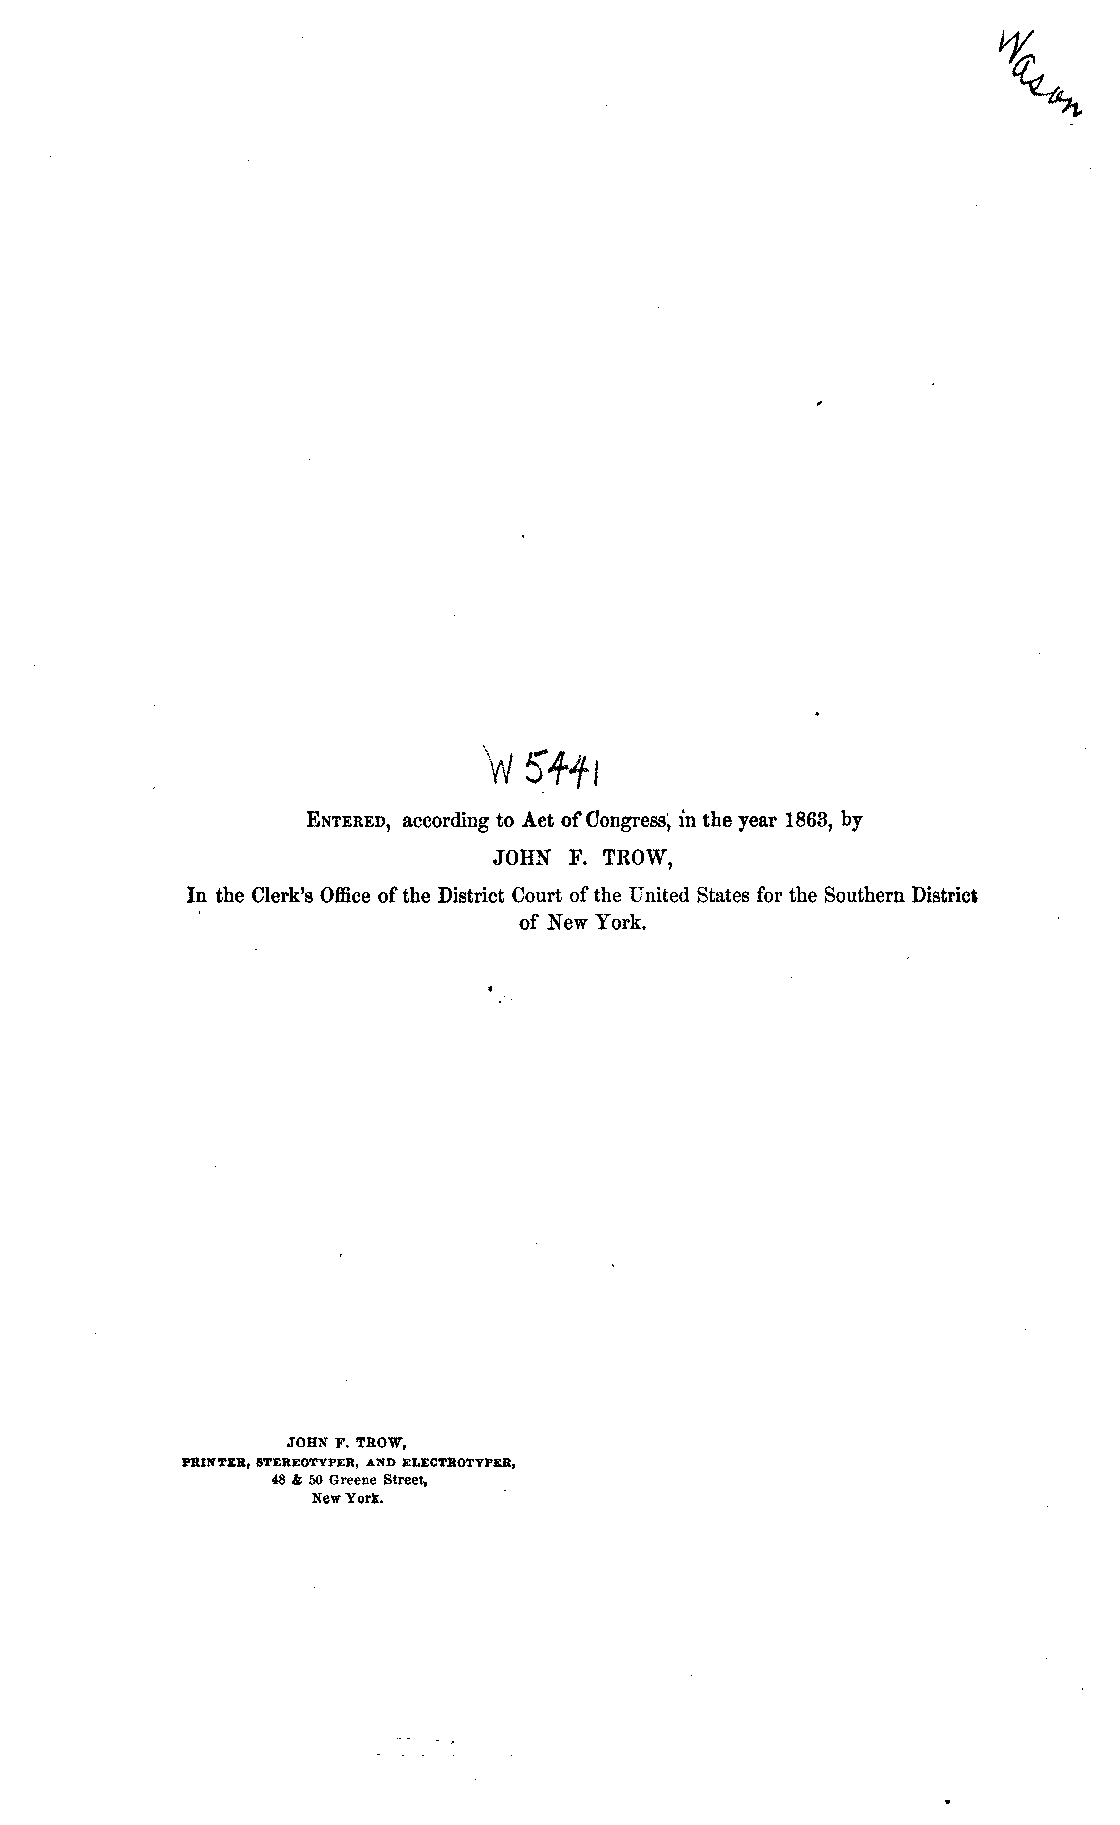 Wason
W 5441
ENTERED, according to Act of Congress, in the year 1863, by
JOHN F. TROW,
In the Clerk's Office of the District Court of the United States for the Southern District
of New York.
JOHN F. TROW,
PRINTER, STEREOTYPER, AND ELECTROTYPER,
48 & 50 Greene Street,
New York.